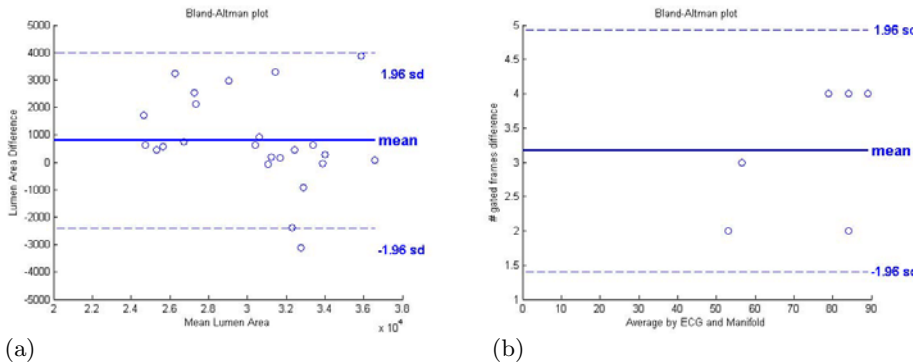 Bland-Altman plot
5000
4000
3000
2000
1000
0
-1000
-2000
-3000
-4000
-5000
Lumen Area Difference
1.96 sd
mean
-1.96 sd
2 2.2 2.4 2.6 2.8 3 3.2 3.4 3.6 3.8
Mean Lumen Area
x 10⁴
(a)
Bland-Altman plot
5
4.5
4
3.5
3
2.5
2
1.5
1
# gated frames difference
1.96 sd
mean
-1.96 sd
0 10 20 30 40 50 60 70 80 90
Average by ECG and Manifold
(b)